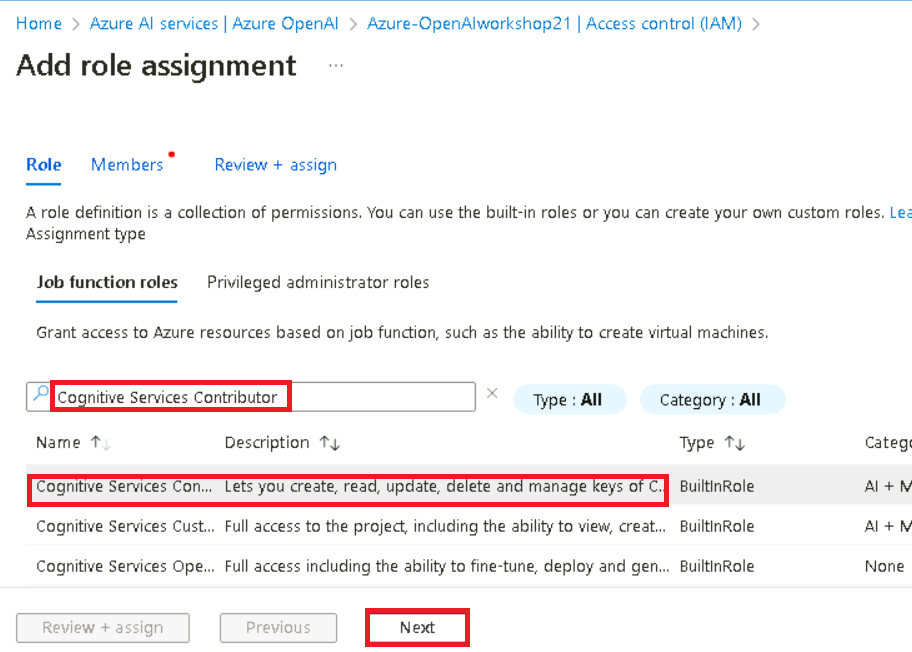 Home > Azure AI services | Azure OpenAI > Azure-OpenAIworkshop21 | Access control (IAM) >
Add role assignment ...
Role Members Review + assign
A role definition is a collection of permissions. You can use the built-in roles or you can create your own custom roles. Lea
Assignment type
Job function roles Privileged administrator roles
Grant access to Azure resources based on job function, such as the ability to create virtual machines.
Cognitive Services Contributor × Type : All Category : All
Name ↑↓ Description ↑↓ Type ↑↓ Catego
Cognitive Services Con... Lets you create, read, update, delete and manage keys of C... BuiltInRole AI + M
Cognitive Services Cust... Full access to the project, including the ability to view, creat... BuiltInRole AI + M
Cognitive Services Ope... Full access including the ability to fine-tune, deploy and gen... BuiltInRole None
Review + assign Previous Next